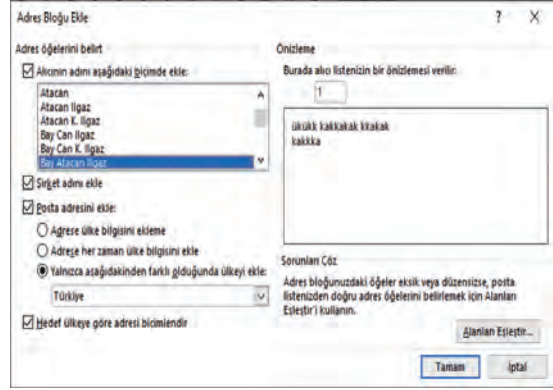 Adres Bloğu Ekle
? X
Adres öğelerini belirt
Alıcının adını aşağıdaki biçimde ekle:
Atacan
Atacan Ilgaz
Atacan K. Ilgaz
Bay Can Ilgaz
Bay Can K. Ilgaz
Bay Atacan Ilgaz
Şirket adını ekle
Posta adresini ekle:
Adrese ülke bilgisini ekleme
Adrese her zaman ülke bilgisini ekle
Yalnızca aşağıdakinden farklı olduğunda ülkeyi ekle:
Türkiye
Hedef ülkeye göre adresi biçimlendir
Önizleme
Burada alıcı listenizin bir önizlemesi verilir:
1
ükükk kakkakak kkakak
kakkka
Sorunları Çöz
Adres bloğunuzdaki öğeler eksik veya düzensizse, posta
listenizden doğru adres öğelerini belirlemek için Alanları
Eşleştir'i kullanın.
Alanları Eşleştir...
Tamam
İptal